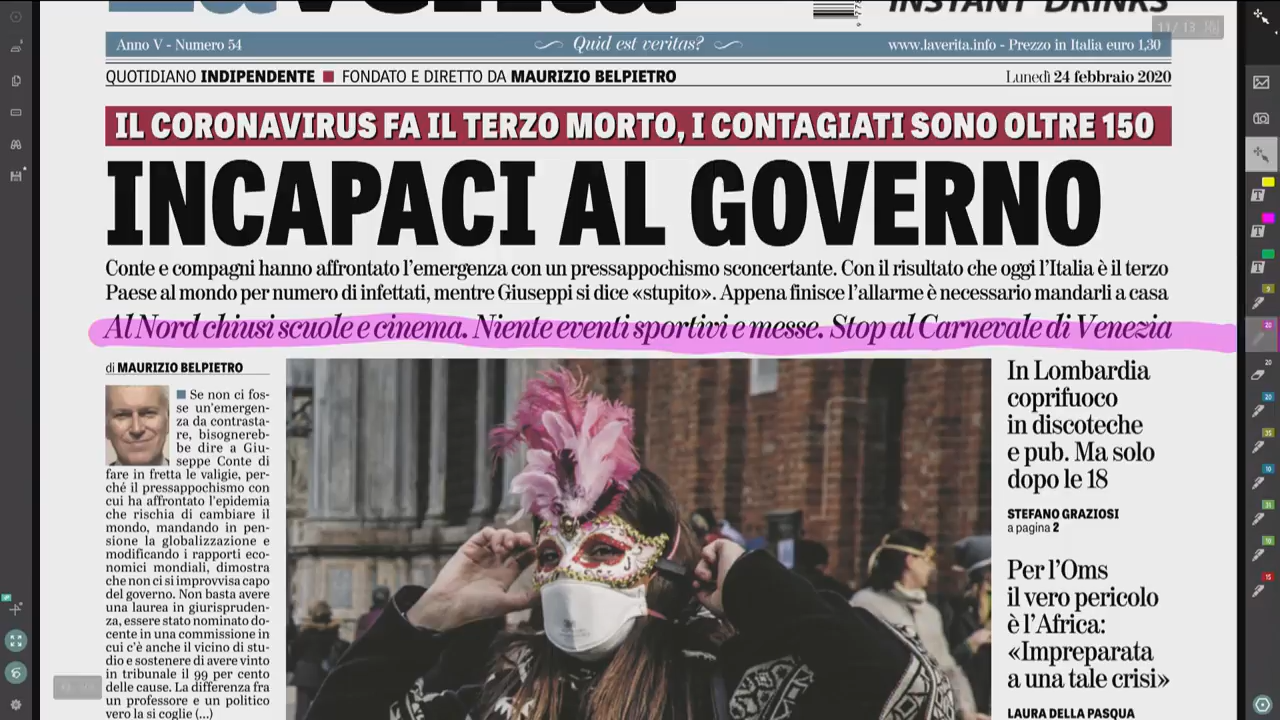 La Verità
INSTANT DRINKS
Anno V - Numero 54
Quid est veritas?
www.laverita.info - Prezzo in Italia euro 1,30
QUOTIDIANO INDIPENDENTE ■ FONDATO E DIRETTO DA MAURIZIO BELPIETRO
Lunedì 24 febbraio 2020
IL CORONAVIRUS FA IL TERZO MORTO, I CONTAGIATI SONO OLTRE 150
INCAPACI AL GOVERNO
Conte e compagni hanno affrontato l'emergenza con un pressappochismo sconcertante. Con il risultato che oggi l'Italia è il terzo
Paese al mondo per numero di infettati, mentre Giuseppi si dice «stupito». Appena finisce l'allarme è necessario mandarli a casa
Al Nord chiusi scuole e cinema. Niente eventi sportivi e messe. Stop al Carnevale di Venezia
di MAURIZIO BELPIETRO
■ Se non ci fos-
se un'emergen-
za da contrasta-
re, bisognereb-
be dire a Giu-
seppe Conte di
fare in fretta le valigie, per-
ché il pressappochismo con
cui ha affrontato l'epidemia
che rischia di cambiare il
mondo, mandando in pen-
sione la globalizzazione e
modificando i rapporti eco-
nomici mondiali, dimostra
che non ci si improvvisa capo
del governo. Non basta avere
una laurea in giurispruden-
za, essere stato nominato do-
cente in una commissione in
cui c'è anche il vicino di stu-
dio e sostenere di avere vinto
in tribunale il 99 per cento
delle cause. La differenza fra
un professore e un politico
vero la si coglie (...)
In Lombardia
coprifuoco
in discoteche
e pub. Ma solo
dopo le 18
STEFANO GRAZIOSI
a pagina 2
Per l'Oms
il vero pericolo
è l'Africa:
«Impreparata
a una tale crisi»
LAURA DELLA PASQUA
11/13